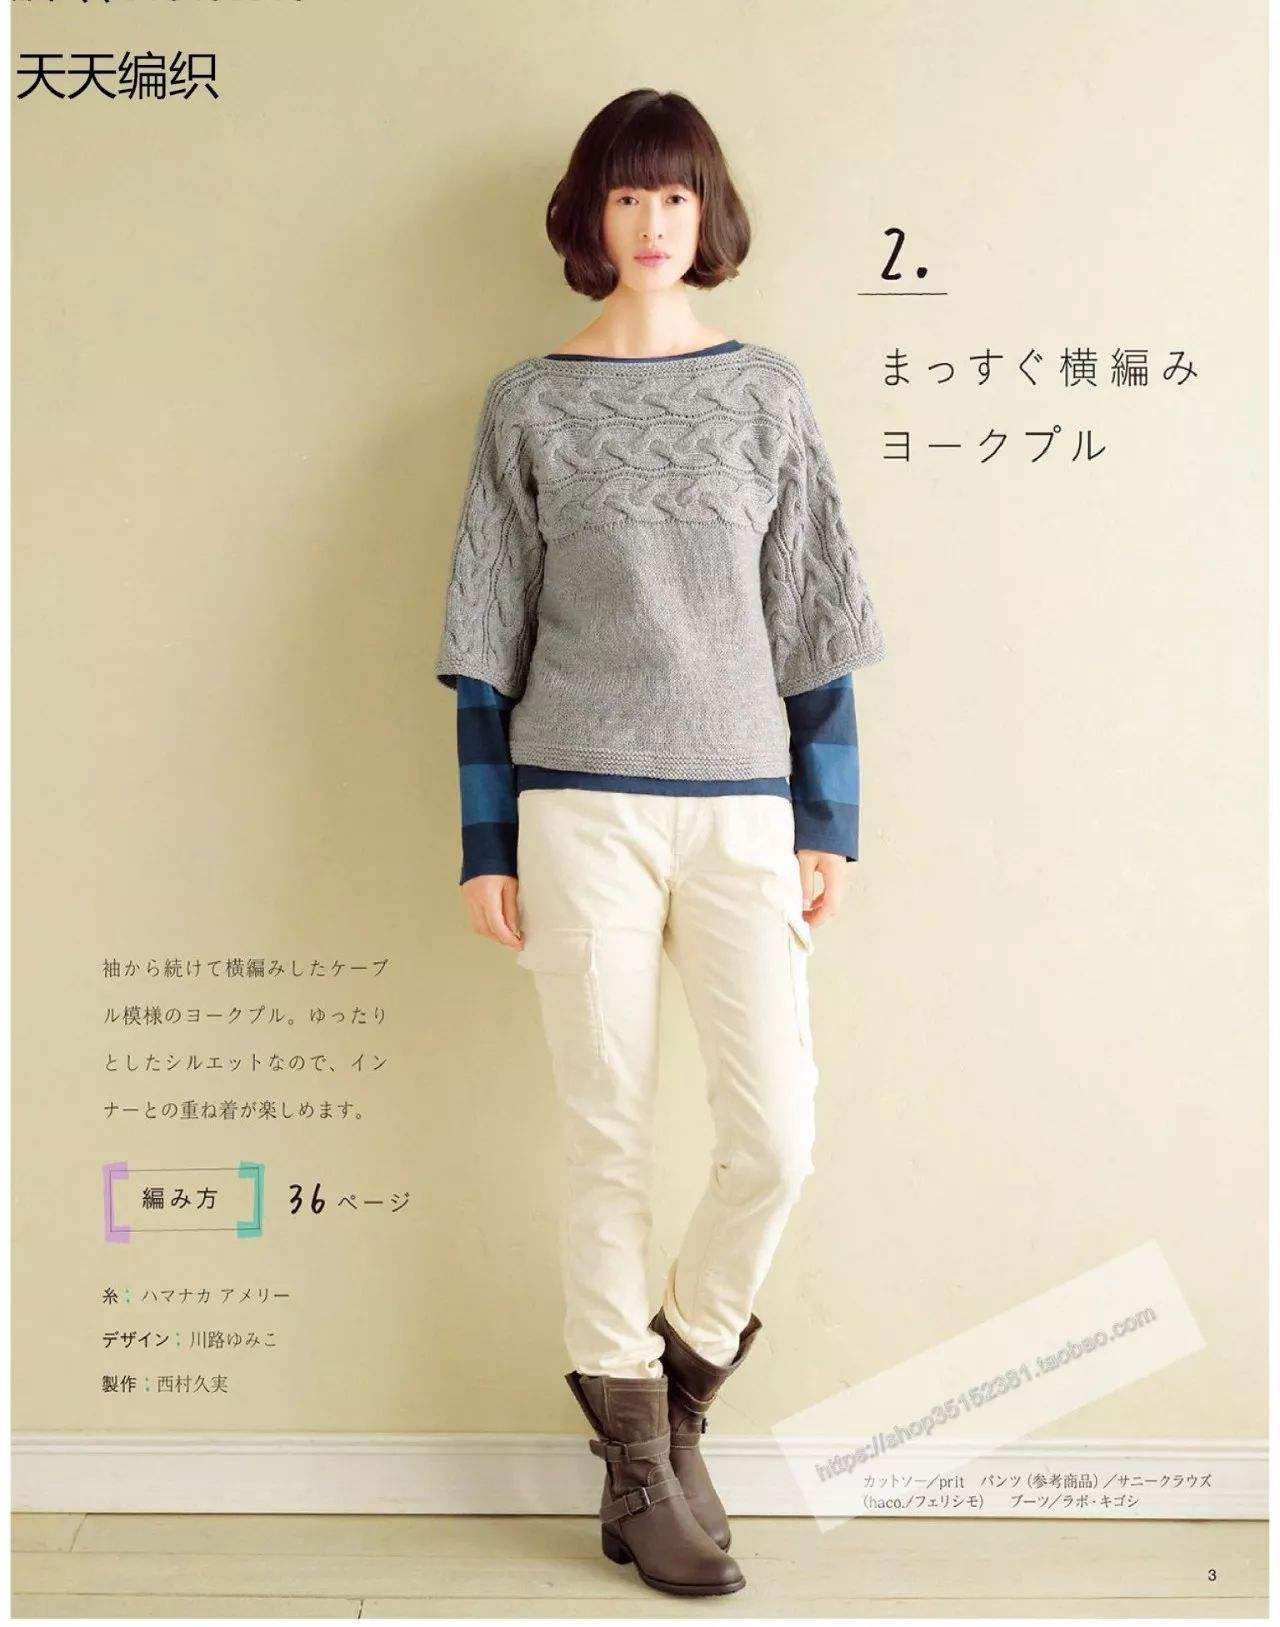 天天编织
2.
まっすぐ横編み
ヨークプル
袖から続けて横編みしたケーブ
ル模様のヨークプル。ゆったり
としたシルエットなので、イン
ナーとの重ね着が楽しめます。
編み方 36ページ
糸：ハマナカ アメリー
デザイン：川路ゆみこ
製作：西村久実
https://shop35152381.taobao.com
カットソー／prit パンツ（参考商品）／サニークラウズ
（haco.／フェリシモ） ブーツ／ラボ・キゴシ
3